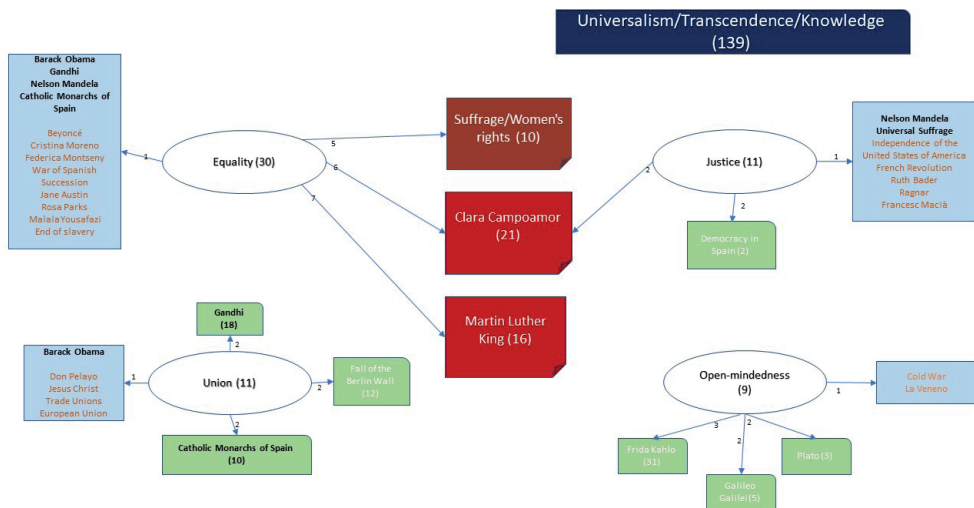 Universalism/Transcendence/Knowledge
(139)
Barack Obama
Gandhi
Nelson Mandela
Catholic Monarchs of
Spain
Beyoncé
Cristina Moreno
Federica Montseny
War of Spanish
Succession
Jane Austin
Rosa Parks
Malala Yousafazi
End of slavery
1
Equality (30)
5
6
7
Suffrage/Women's
rights (10)
Clara Campoamor
(21)
Martin Luther
King (16)
2
Justice (11)
1
2
Nelson Mandela
Universal Suffrage
Independence of the
United States of America
French Revolution
Ruth Bader
Ragnar
Francesc Macià
Democracy in
Spain (2)
Gandhi
(18)
2
Barack Obama
Don Pelayo
Jesus Christ
Trade Unions
European Union
1
Union (11)
2
Fall of the
Berlin Wall
(12)
2
Catholic Monarchs of Spain
(10)
Open-mindedness
(9)
1
Cold War
La Veneno
3
2
2
Frida Kahlo
(31)
Galileo
Galilei (5)
Plato (3)